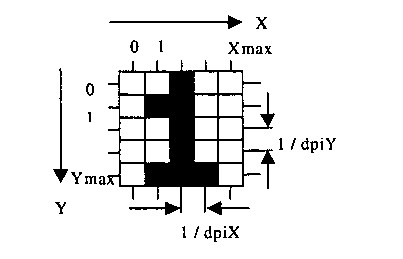 X
0 1 Xmax
0
1
1 / dpiY
Ymax
Y
1 / dpiX